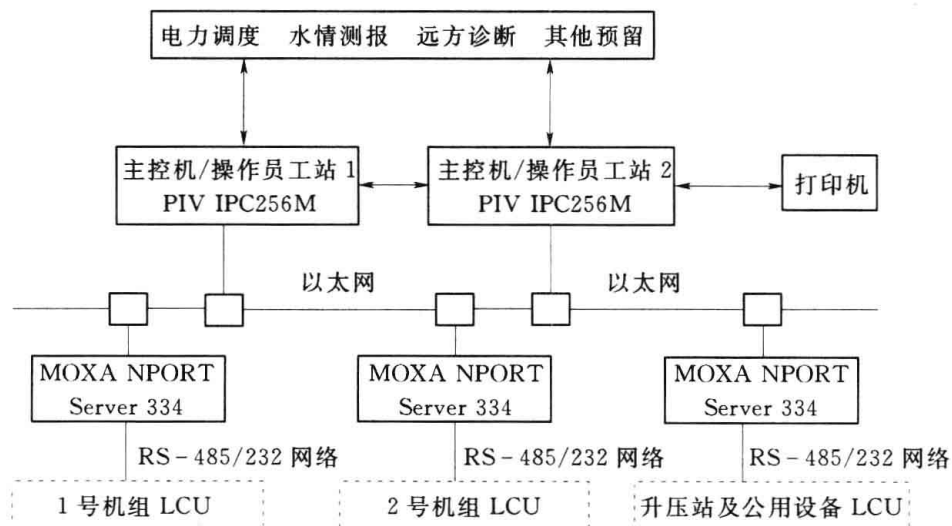 电力调度 水情测报 远方诊断 其他预留
主控机/操作员工站 1
PIV IPC256M
主控机/操作员工站 2
PIV IPC256M
打印机
以太网
以太网
MOXA NPORT
Server 334
MOXA NPORT
Server 334
MOXA NPORT
Server 334
RS-485/232 网络
RS-485/232 网络
RS-485/232 网络
1 号机组 LCU
2 号机组 LCU
升压站及公用设备 LCU